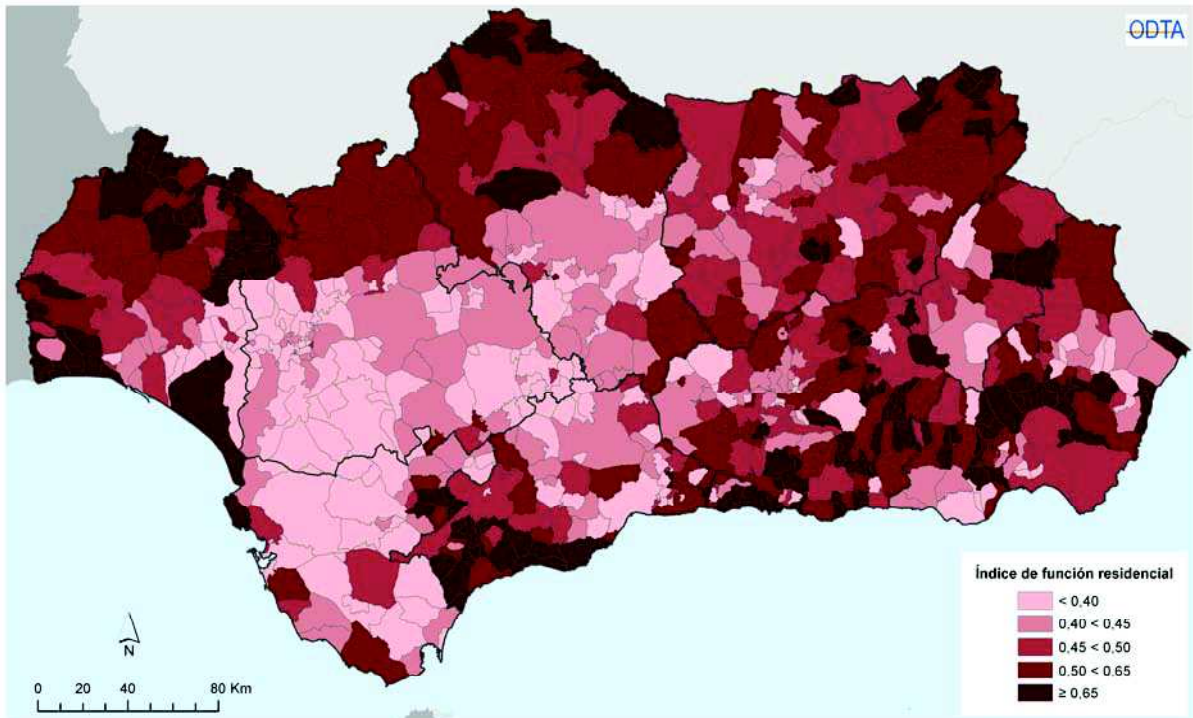 ODTA
Índice de función residencial
< 0,40
0,40 < 0,45
0,45 < 0,50
0,50 < 0,65
≥ 0,65
N
0 20 40 80 Km